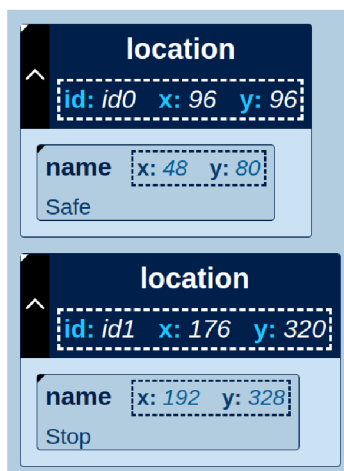 location
id: id0 x: 96 y: 96
name x: 48 y: 80
Safe
location
id: id1 x: 176 y: 320
name x: 192 y: 328
Stop